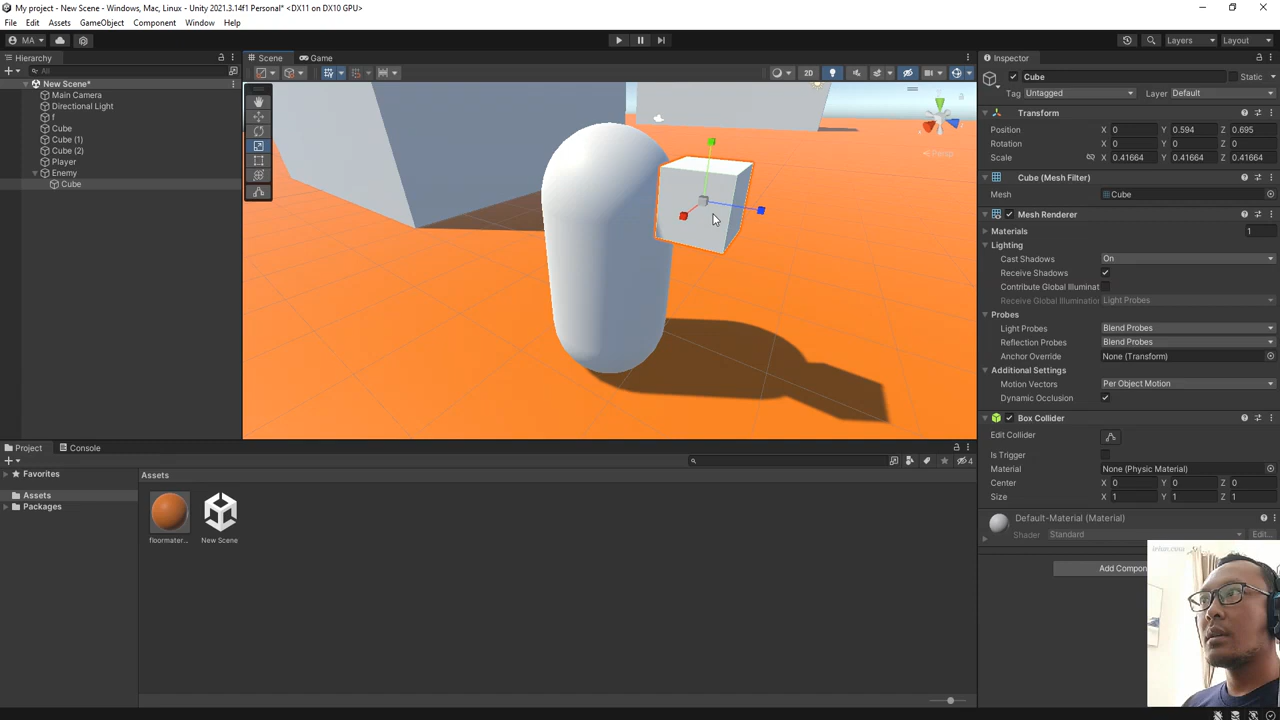 My project - New Scene - Windows, Mac, Linux - Unity 2021.3.14f1 Personal* <DX11 on DX10 GPU>
File Edit Assets GameObject Component Window Help
MA Layers Layout
Hierarchy
All
New Scene*
Main Camera
Directional Light
f
Cube
Cube (1)
Cube (2)
Player
Enemy
Cube
Scene Game
2D
Persp
Inspector
Cube Static
Tag Untagged Layer Default
Transform
Position X 0 Y 0.594 Z 0.695
Rotation X 0 Y 0 Z 0
Scale X 0.41664 Y 0.41664 Z 0.41664
Cube (Mesh Filter)
Mesh Cube
Mesh Renderer
Materials 1
Lighting
Cast Shadows On
Receive Shadows
Contribute Global Illuminat
Receive Global Illumination Light Probes
Probes
Light Probes Blend Probes
Reflection Probes Blend Probes
Anchor Override None (Transform)
Additional Settings
Motion Vectors Per Object Motion
Dynamic Occlusion
Box Collider
Edit Collider
Is Trigger
Material None (Physic Material)
Center X 0 Y 0 Z 0
Size X 1 Y 1 Z 1
Default-Material (Material)
Shader Standard Edit...
Add Compon
Project Console
4
Favorites
Assets
Packages
Assets
floormater...
New Scene